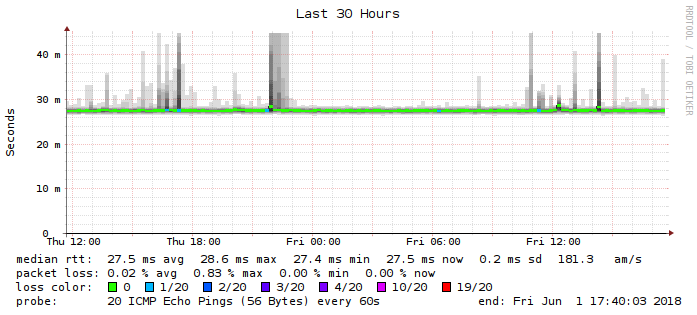 Last 30 Hours
RRDTOOL / TOBI OETIKER
Seconds
40 m
30 m
20 m
10 m
0
Thu 12:00 Thu 18:00 Fri 00:00 Fri 06:00 Fri 12:00
median rtt: 27.5 ms avg 28.6 ms max 27.4 ms min 27.5 ms now 0.2 ms sd 181.3 am/s
packet loss: 0.02 % avg 0.83 % max 0.00 % min 0.00 % now
loss color: 0 1/20 2/20 3/20 4/20 10/20 19/20
probe: 20 ICMP Echo Pings (56 Bytes) every 60s end: Fri Jun 1 17:40:03 2018